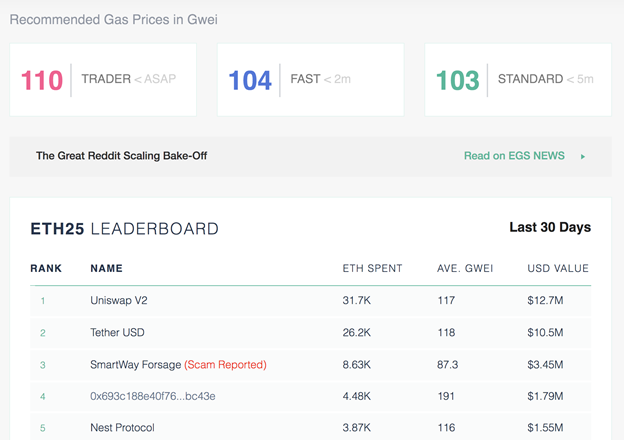 Recommended Gas Prices in Gwei
110 TRADER < ASAP 104 FAST < 2m 103 STANDARD < 5m
The Great Reddit Scaling Bake-Off Read on EGS NEWS
ETH25 LEADERBOARD Last 30 Days
RANK NAME ETH SPENT AVE. GWEI USD VALUE
1 Uniswap V2 31.7K 117 $12.7M
2 Tether USD 26.2K 118 $10.5M
3 SmartWay Forsage (Scam Reported) 8.63K 87.3 $3.45M
4 0x693c188e40f76...bc43e 4.48K 191 $1.79M
5 Nest Protocol 3.87K 116 $1.55M